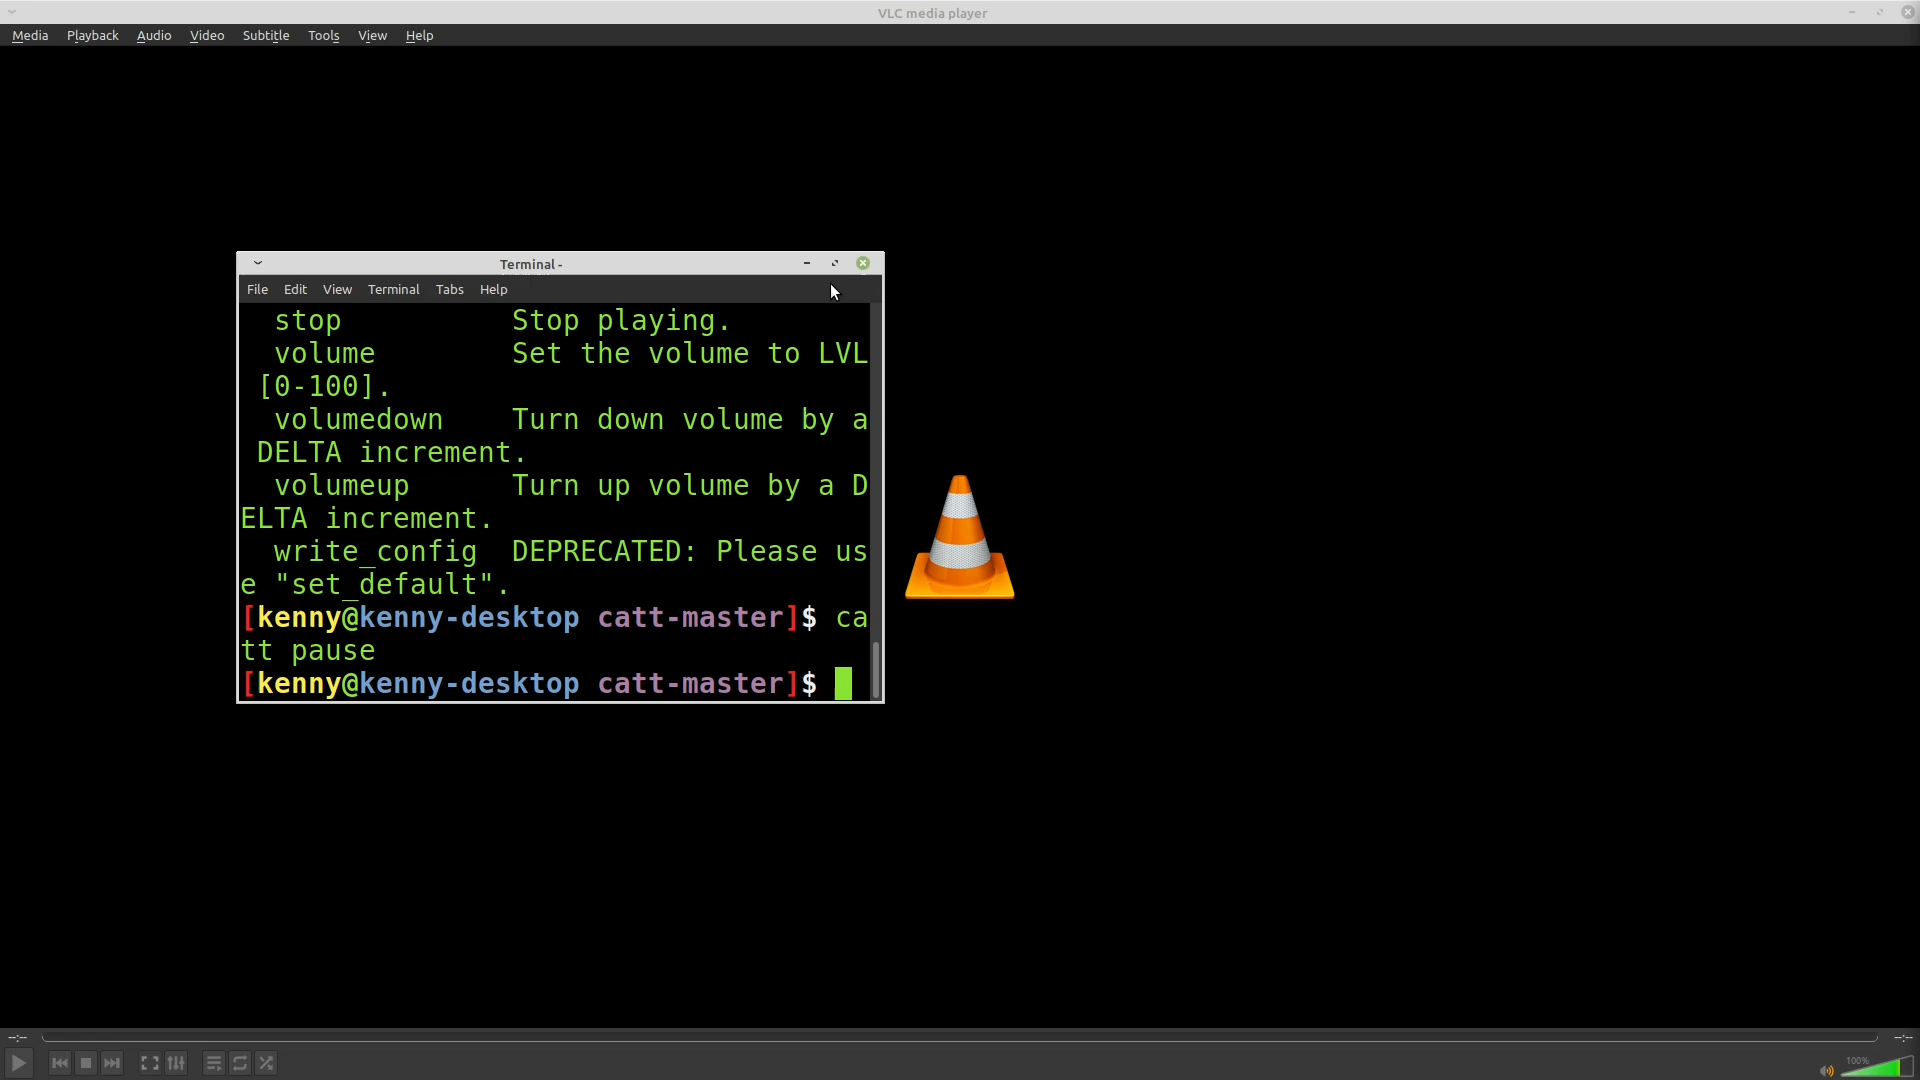 VLC media player
Media Playback Audio Video Subtitle Tools View Help
Terminal -
File Edit View Terminal Tabs Help
  stop          Stop playing.
  volume        Set the volume to LVL
 [0-100].
  volumedown    Turn down volume by a
 DELTA increment.
  volumeup      Turn up volume by a D
ELTA increment.
  write_config  DEPRECATED: Please us
e "set_default".
[kenny@kenny-desktop catt-master]$ ca
tt pause
[kenny@kenny-desktop catt-master]$
--:-- --:--
100%